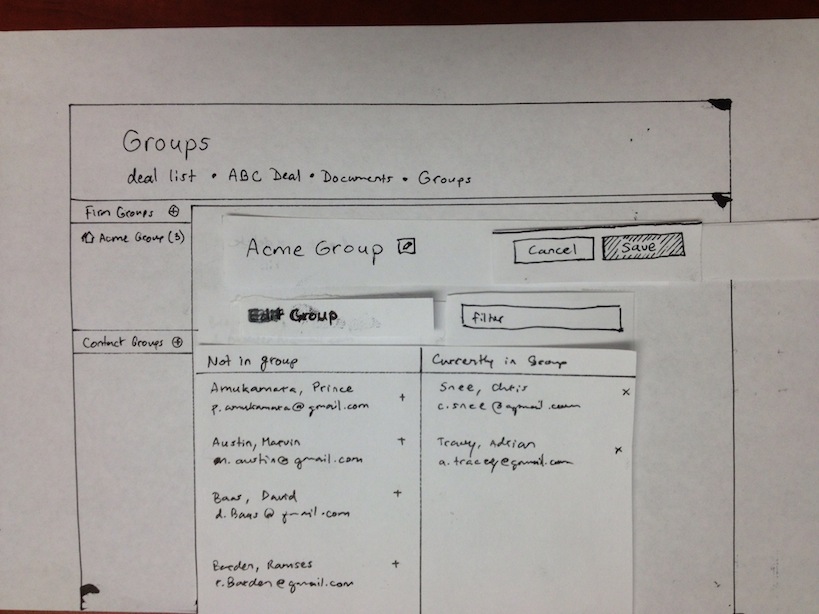 Groups
deal list • ABC Deal • Documents • Groups
Firm Groups +
Acme Group (3)
Acme Group
Cancel
Save
Edit Group
filter
Contact Groups +
Not in group
Currently in Group
Amukamara, Prince +
p.amukamara@gmail.com
Snee, Chris x
c.snee@gmail.com
Austin, Marvin +
m.austin@gmail.com
Tracey, Adrian x
a.tracey@gmail.com
Baas, David +
d.Baas@gmail.com
Barden, Ramses +
r.Barden@gmail.com